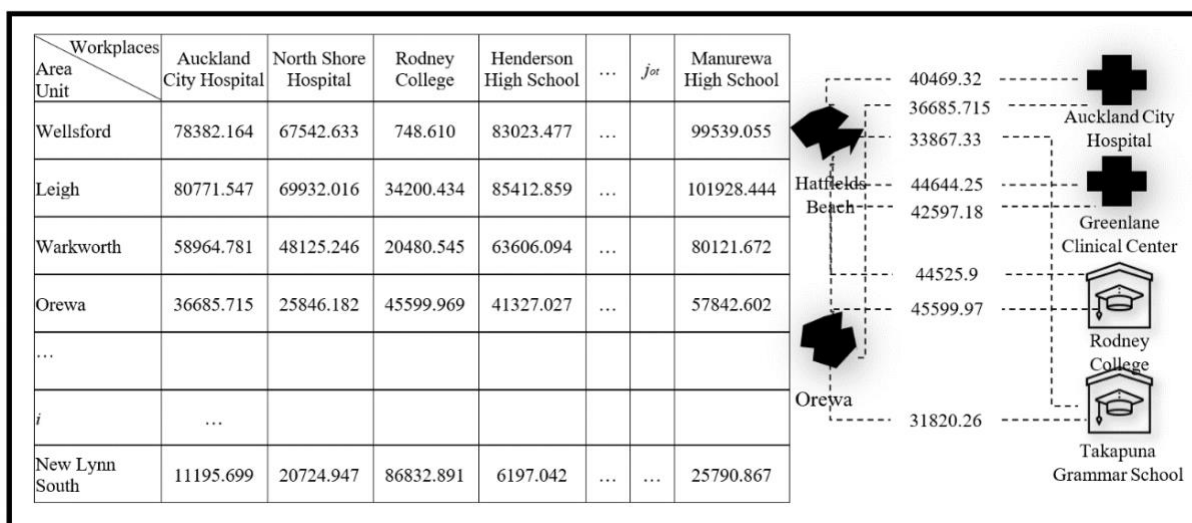 Workplaces
Area
Unit
Auckland
City Hospital
North Shore
Hospital
Rodney
College
Henderson
High School
…
jot
Manurewa
High School
Wellsford 78382.164 67542.633 748.610 83023.477 … 99539.055
Leigh 80771.547 69932.016 34200.434 85412.859 … 101928.444
Warkworth 58964.781 48125.246 20480.545 63606.094 … 80121.672
Orewa 36685.715 25846.182 45599.969 41327.027 … 57842.602
…
i …
New Lynn
South
11195.699 20724.947 86832.891 6197.042 … … 25790.867
Hatfields
Beach
Orewa
40469.32
36685.715
33867.33
44644.25
42597.18
44525.9
45599.97
31820.26
Auckland City
Hospital
Greenlane
Clinical Center
Rodney
College
Takapuna
Grammar School